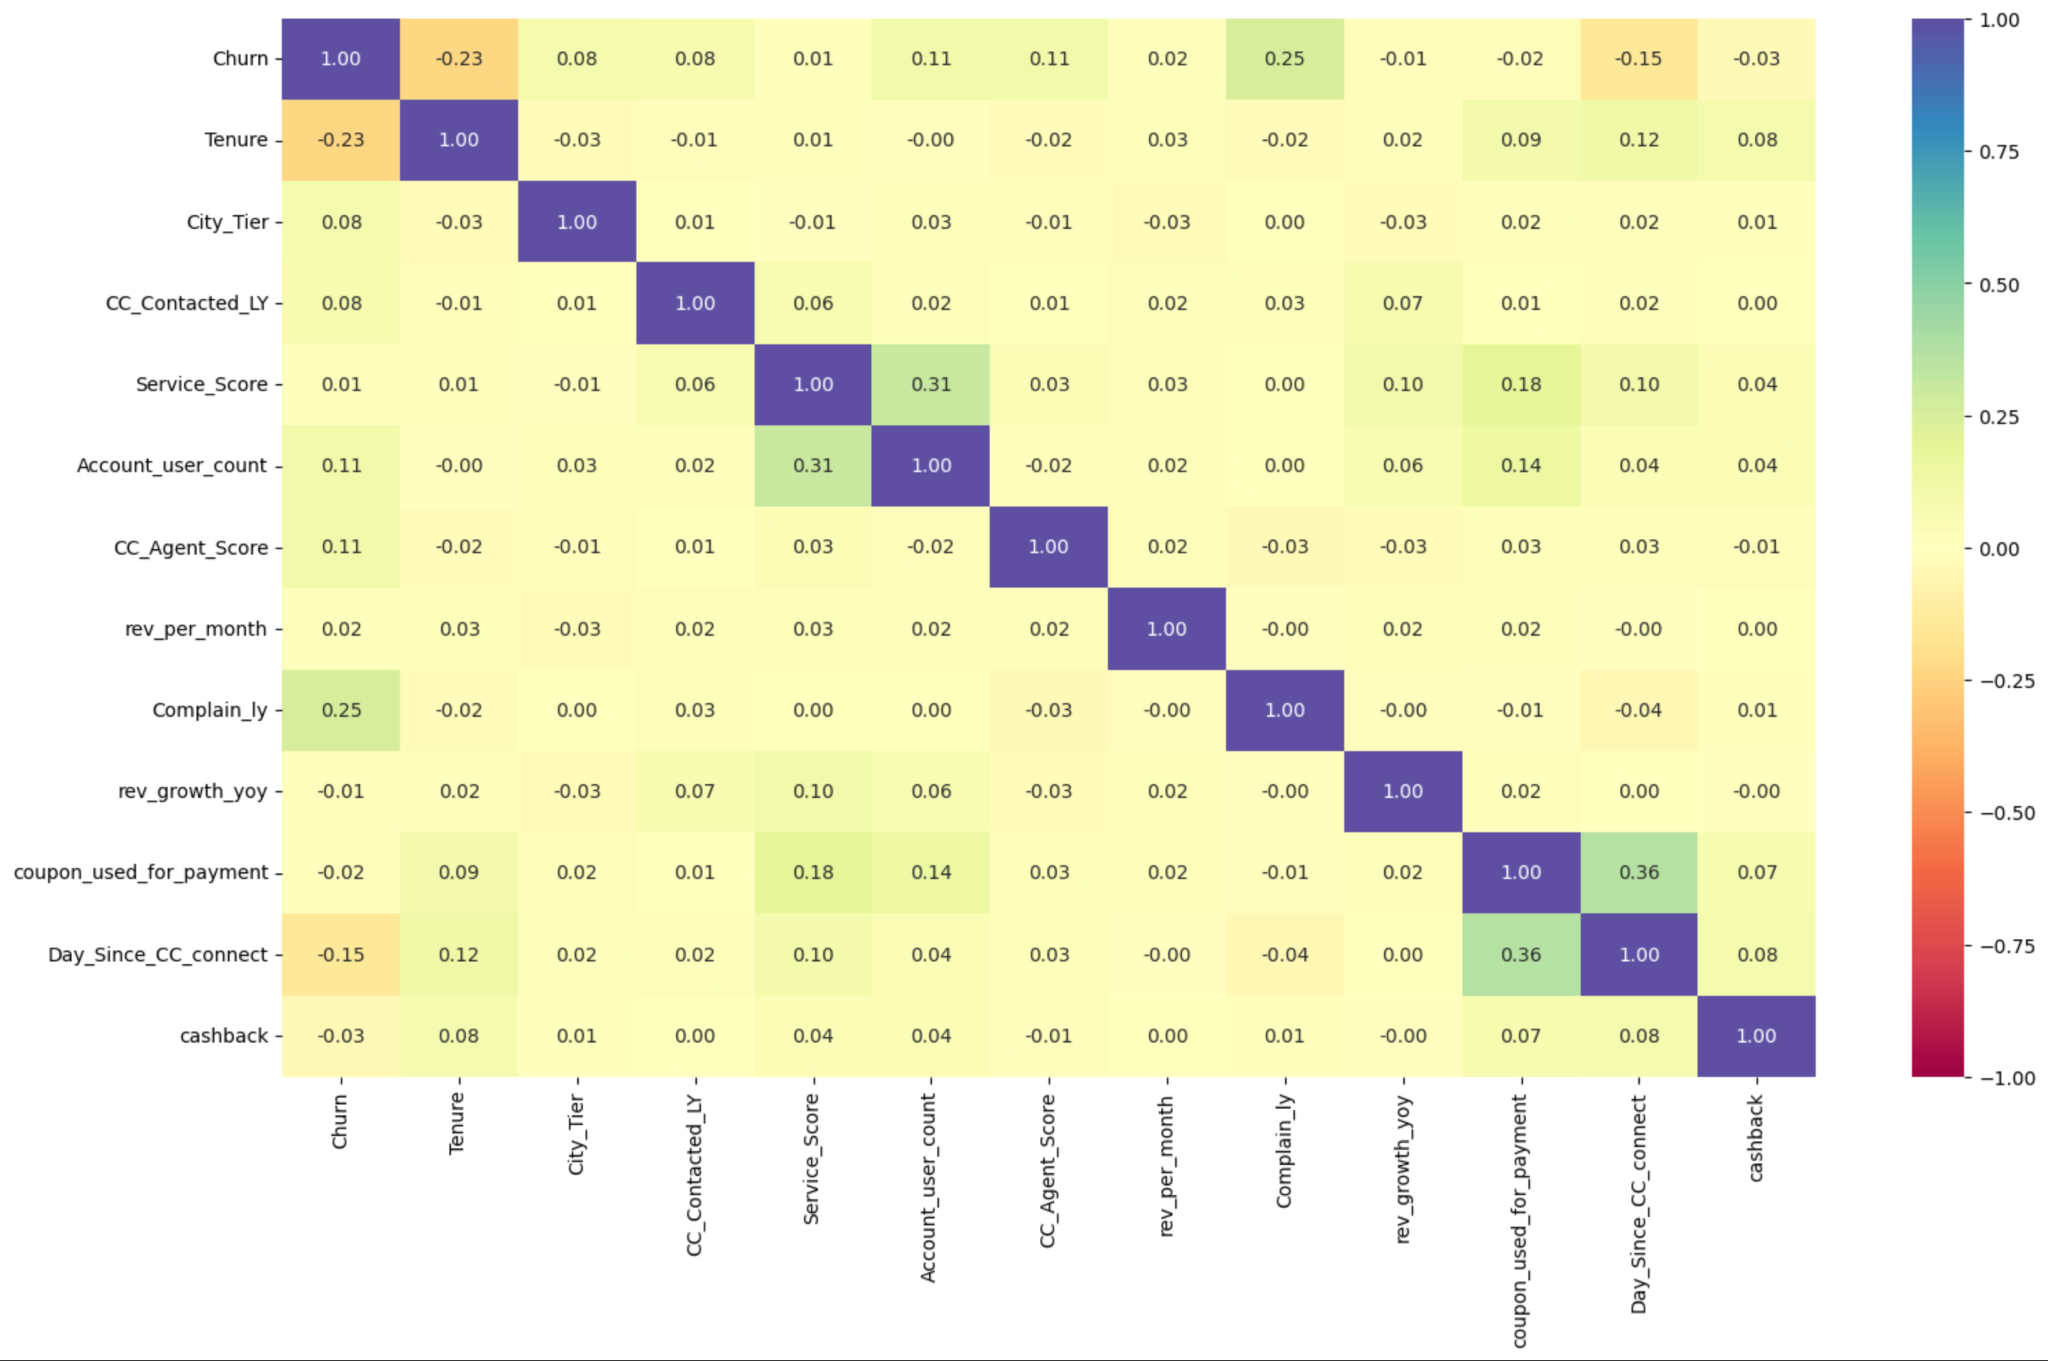 Churn 1.00 -0.23 0.08 0.08 0.01 0.11 0.11 0.02 0.25 -0.01 -0.02 -0.15 -0.03
Tenure -0.23 1.00 -0.03 -0.01 0.01 -0.00 -0.02 0.03 -0.02 0.02 0.09 0.12 0.08
City_Tier 0.08 -0.03 1.00 0.01 -0.01 0.03 -0.01 -0.03 0.00 -0.03 0.02 0.02 0.01
CC_Contacted_LY 0.08 -0.01 0.01 1.00 0.06 0.02 0.01 0.02 0.03 0.07 0.01 0.02 0.00
Service_Score 0.01 0.01 -0.01 0.06 1.00 0.31 0.03 0.03 0.00 0.10 0.18 0.10 0.04
Account_user_count 0.11 -0.00 0.03 0.02 0.31 1.00 -0.02 0.02 0.00 0.06 0.14 0.04 0.04
CC_Agent_Score 0.11 -0.02 -0.01 0.01 0.03 -0.02 1.00 0.02 -0.03 -0.03 0.03 0.03 -0.01
rev_per_month 0.02 0.03 -0.03 0.02 0.03 0.02 0.02 1.00 -0.00 0.02 0.02 -0.00 0.00
Complain_ly 0.25 -0.02 0.00 0.03 0.00 0.00 -0.03 -0.00 1.00 -0.00 -0.01 -0.04 0.01
rev_growth_yoy -0.01 0.02 -0.03 0.07 0.10 0.06 -0.03 0.02 -0.00 1.00 0.02 0.00 -0.00
coupon_used_for_payment -0.02 0.09 0.02 0.01 0.18 0.14 0.03 0.02 -0.01 0.02 1.00 0.36 0.07
Day_Since_CC_connect -0.15 0.12 0.02 0.02 0.10 0.04 0.03 -0.00 -0.04 0.00 0.36 1.00 0.08
cashback -0.03 0.08 0.01 0.00 0.04 0.04 -0.01 0.00 0.01 -0.00 0.07 0.08 1.00
Churn
Tenure
City_Tier
CC_Contacted_LY
Service_Score
Account_user_count
CC_Agent_Score
rev_per_month
Complain_ly
rev_growth_yoy
coupon_used_for_payment
Day_Since_CC_connect
cashback
1.00
0.75
0.50
0.25
0.00
−0.25
−0.50
−0.75
−1.00